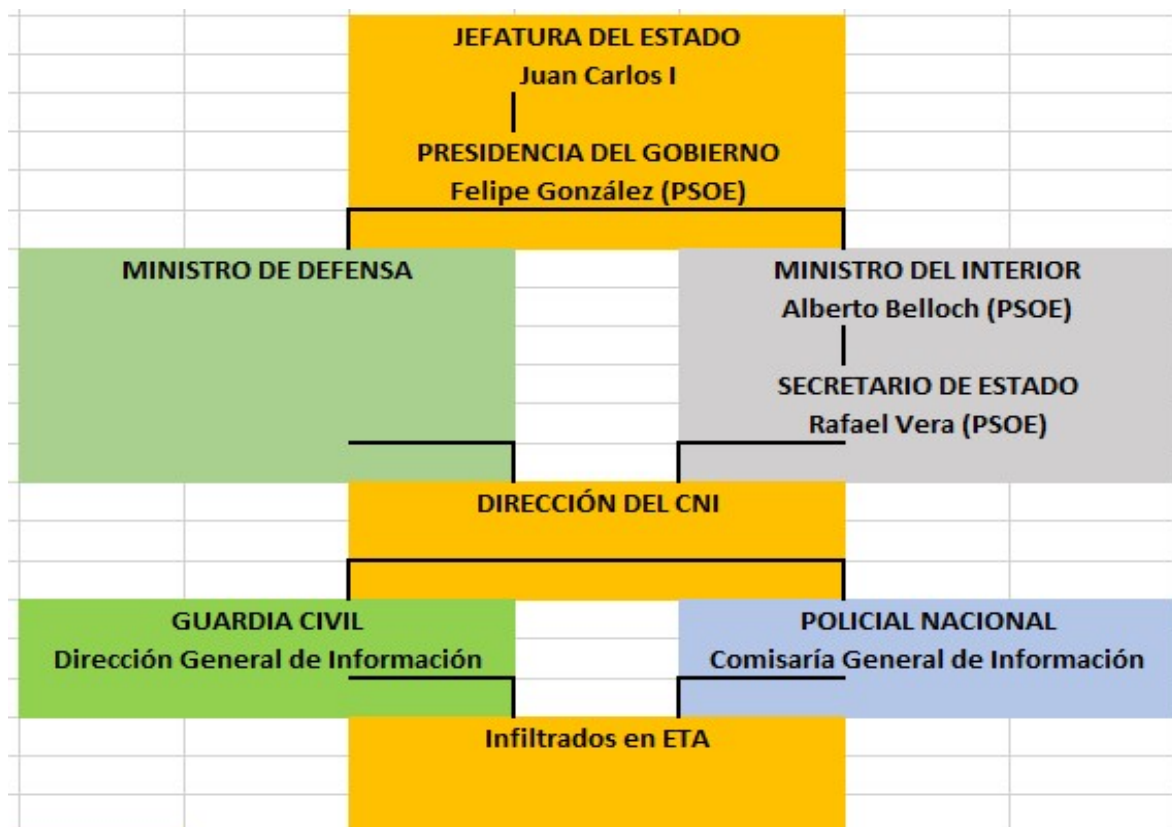 JEFATURA DEL ESTADO
Juan Carlos I
PRESIDENCIA DEL GOBIERNO
Felipe González (PSOE)
MINISTRO DE DEFENSA
MINISTRO DEL INTERIOR
Alberto Belloch (PSOE)
SECRETARIO DE ESTADO
Rafael Vera (PSOE)
DIRECCIÓN DEL CNI
GUARDIA CIVIL
Dirección General de Información
POLICIAL NACIONAL
Comisaría General de Información
Infiltrados en ETA